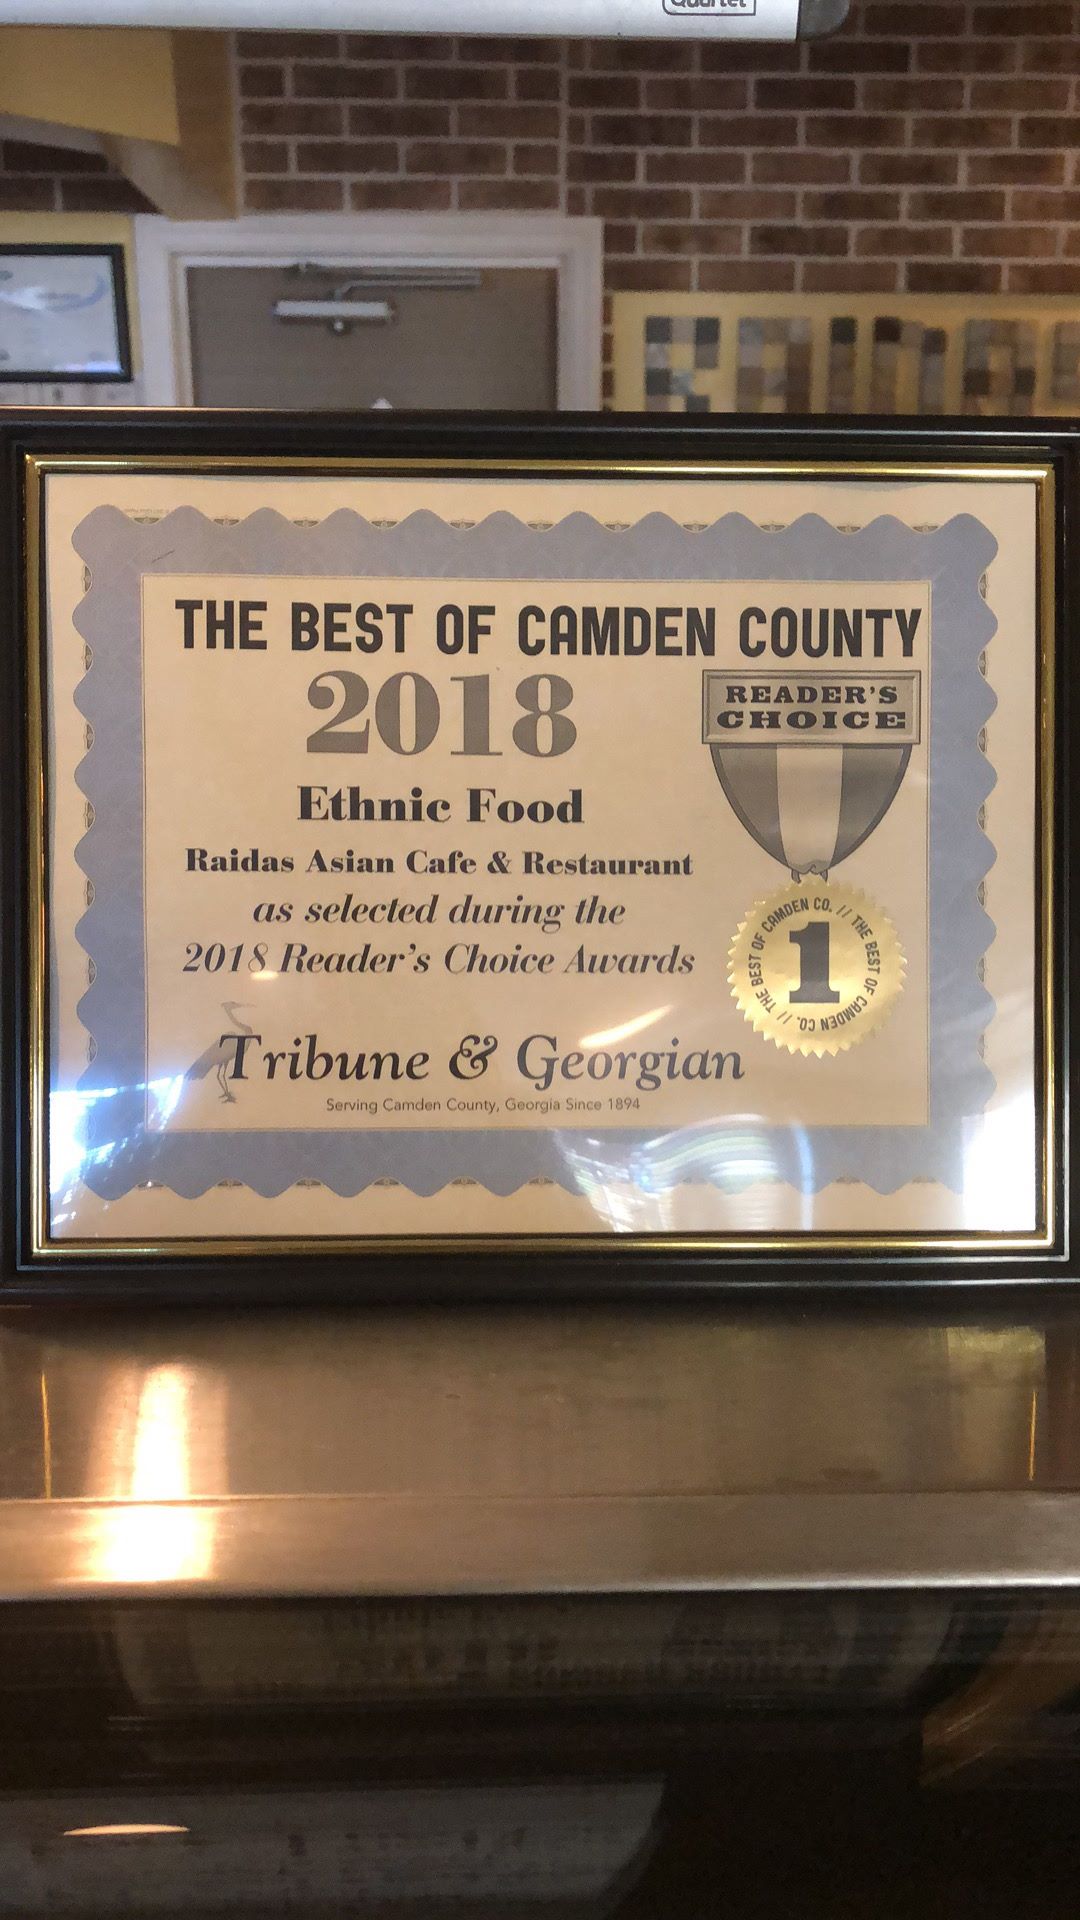 Quartet
THE BEST OF CAMDEN COUNTY
2018
READER'S
CHOICE
Ethnic Food
Raidas Asian Cafe & Restaurant
as selected during the
2018 Reader's Choice Awards
THE BEST OF CAMDEN CO. // THE BEST OF CAMDEN CO. //
1
Tribune & Georgian
Serving Camden County, Georgia Since 1894